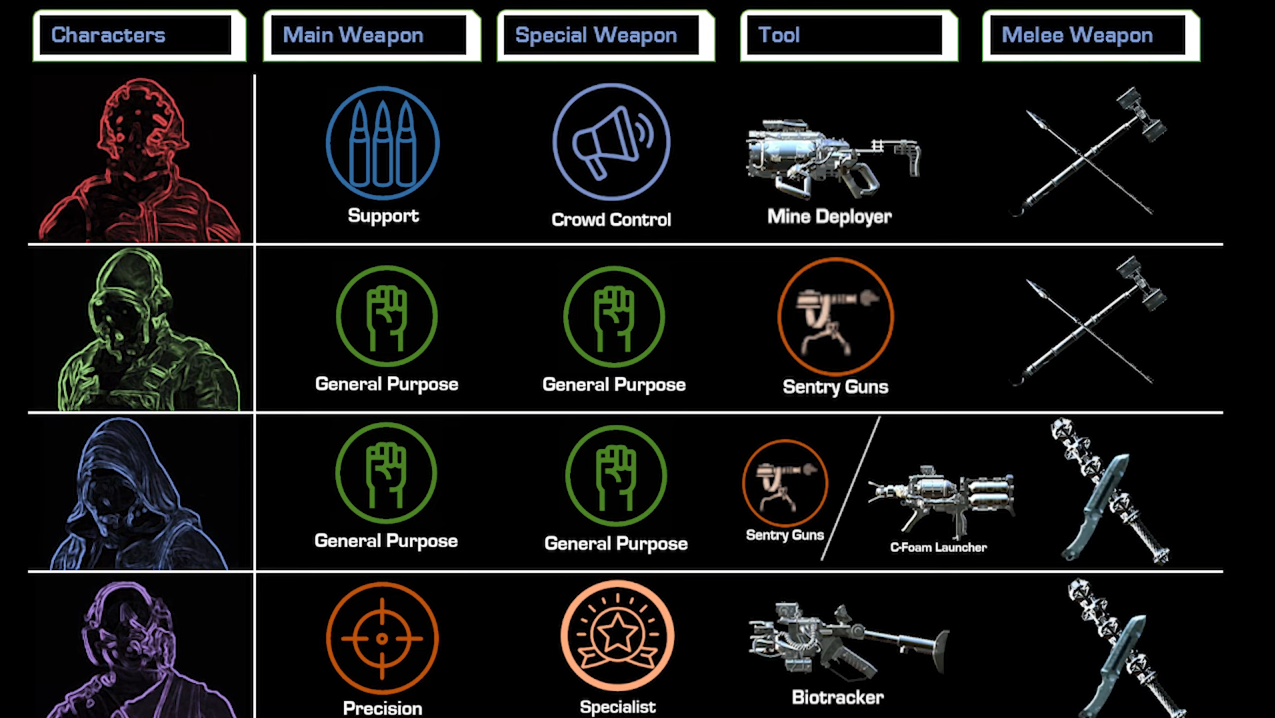 Characters
Main Weapon
Special Weapon
Tool
Melee Weapon
Support
Crowd Control
Mine Deployer
General Purpose
General Purpose
Sentry Guns
General Purpose
General Purpose
Sentry Guns
C-Foam Launcher
Precision
Specialist
Biotracker